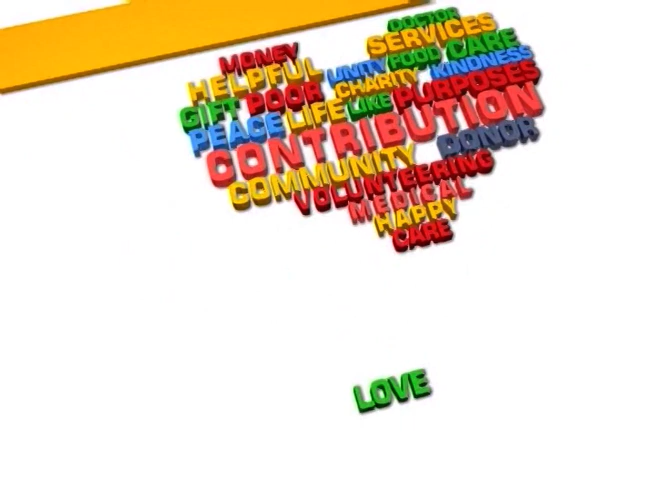 DOCTOR
MONEY SERVICES
HELPFUL UNITY FOOD CARE
GIFT POOR CHARITY KINDNESS
PEACE LIFE LIKE PURPOSES
CONTRIBUTION
COMMUNITY DONOR
VOLUNTEERING
MEDICAL
HAPPY
CARE
LOVE